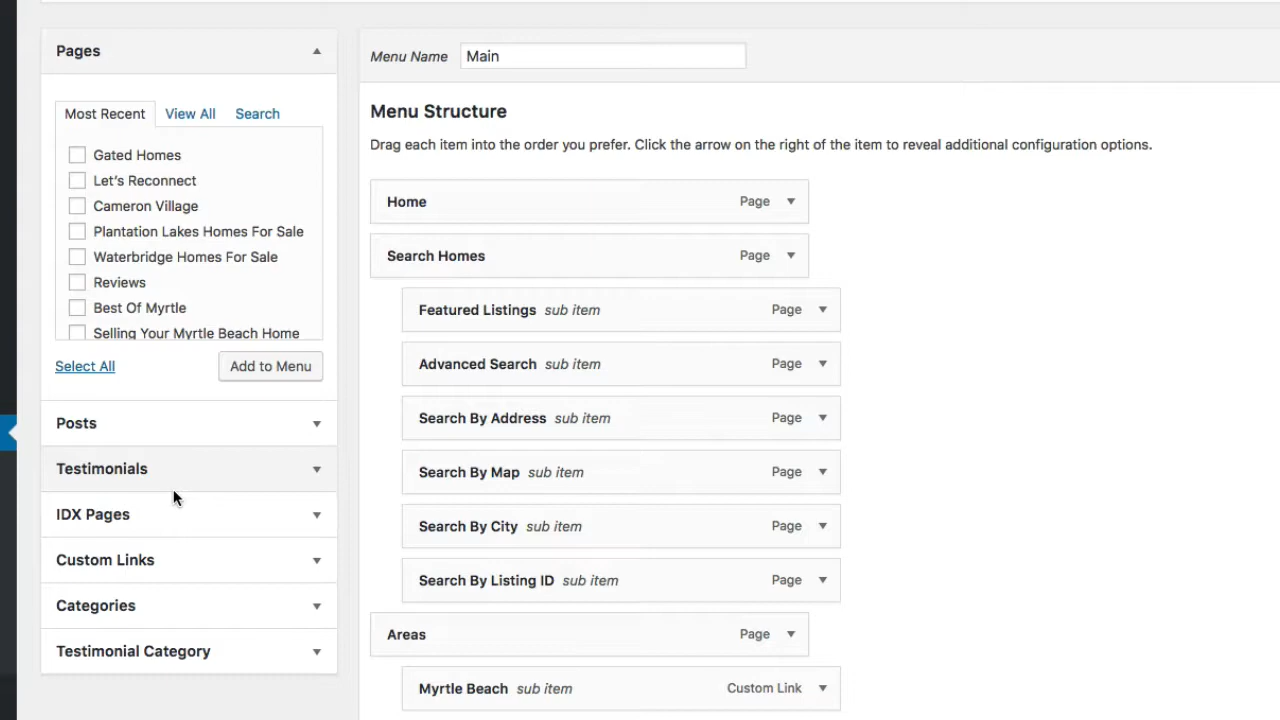 Pages
Most Recent View All Search
Gated Homes
Let's Reconnect
Cameron Village
Plantation Lakes Homes For Sale
Waterbridge Homes For Sale
Reviews
Best Of Myrtle
Selling Your Myrtle Beach Home
Select All Add to Menu
Posts
Testimonials
IDX Pages
Custom Links
Categories
Testimonial Category
Menu Name Main
Menu Structure
Drag each item into the order you prefer. Click the arrow on the right of the item to reveal additional configuration options.
Home Page
Search Homes Page
Featured Listings sub item Page
Advanced Search sub item Page
Search By Address sub item Page
Search By Map sub item Page
Search By City sub item Page
Search By Listing ID sub item Page
Areas Page
Myrtle Beach sub item Custom Link